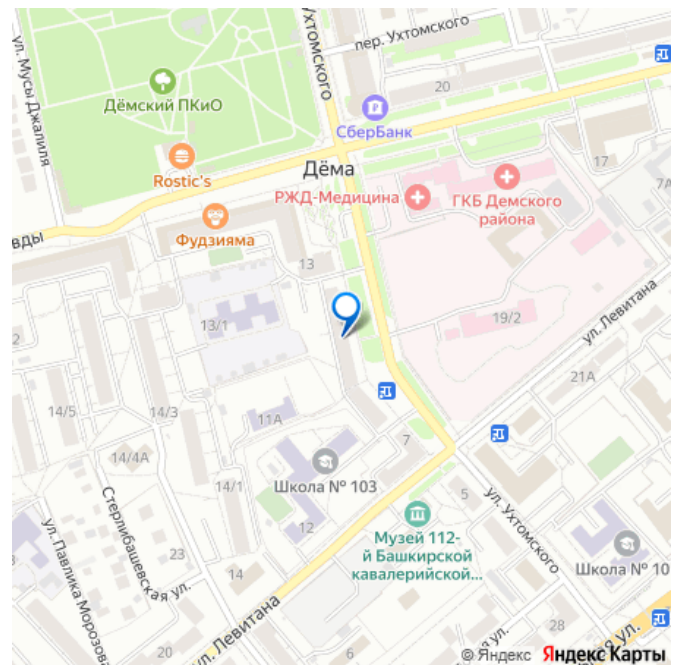 ул. Мусы Джалиля
Ухтомского
пер. Ухтомского
Дёмский ПКиО
20
СберБанк
Rostic's
Дёма
17
РЖД-Медицина
ГКБ Демского
района
7А
вды
Фудзияма
13
13/1
19/2
ул. Левитана
2
21А
14/5
14/3
11А
7
14/4А
14/1
Школа № 103
5
ул. Ухтомского
12
Музей 112-
й Башкирской
кавалерийской...
Стерлибашевская ул.
23
ул. Павлика Морозова
14
Школа № 10
28
ул. Левитана
6
ная ул.
© Яндекс Яндекс Карты